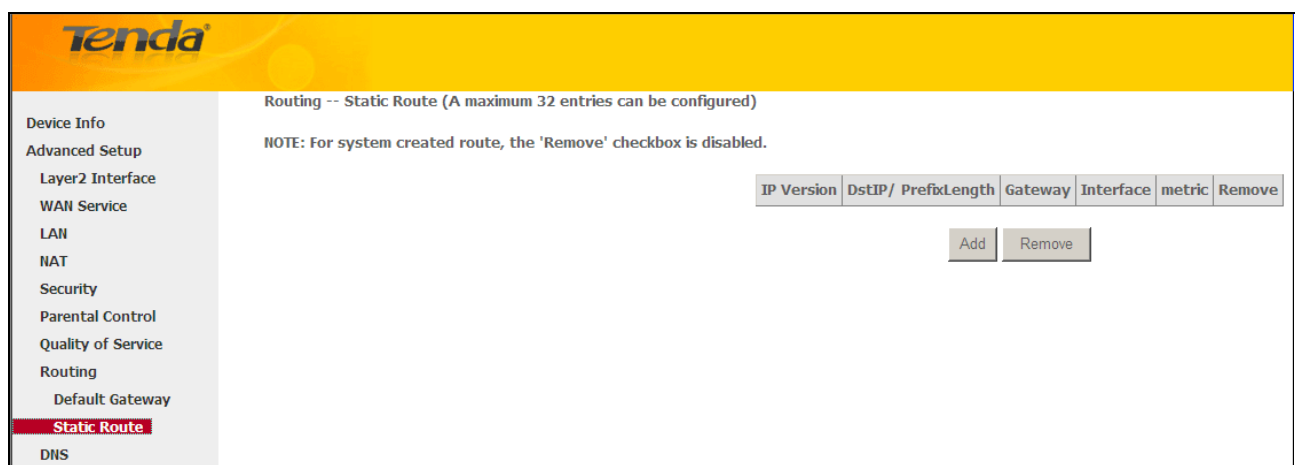 Tenda®
Device Info
Advanced Setup
Layer2 Interface
WAN Service
LAN
NAT
Security
Parental Control
Quality of Service
Routing
Default Gateway
Static Route
DNS
Routing -- Static Route (A maximum 32 entries can be configured)
NOTE: For system created route, the 'Remove' checkbox is disabled.
IP Version DstIP/ PrefixLength Gateway Interface metric Remove
Add Remove